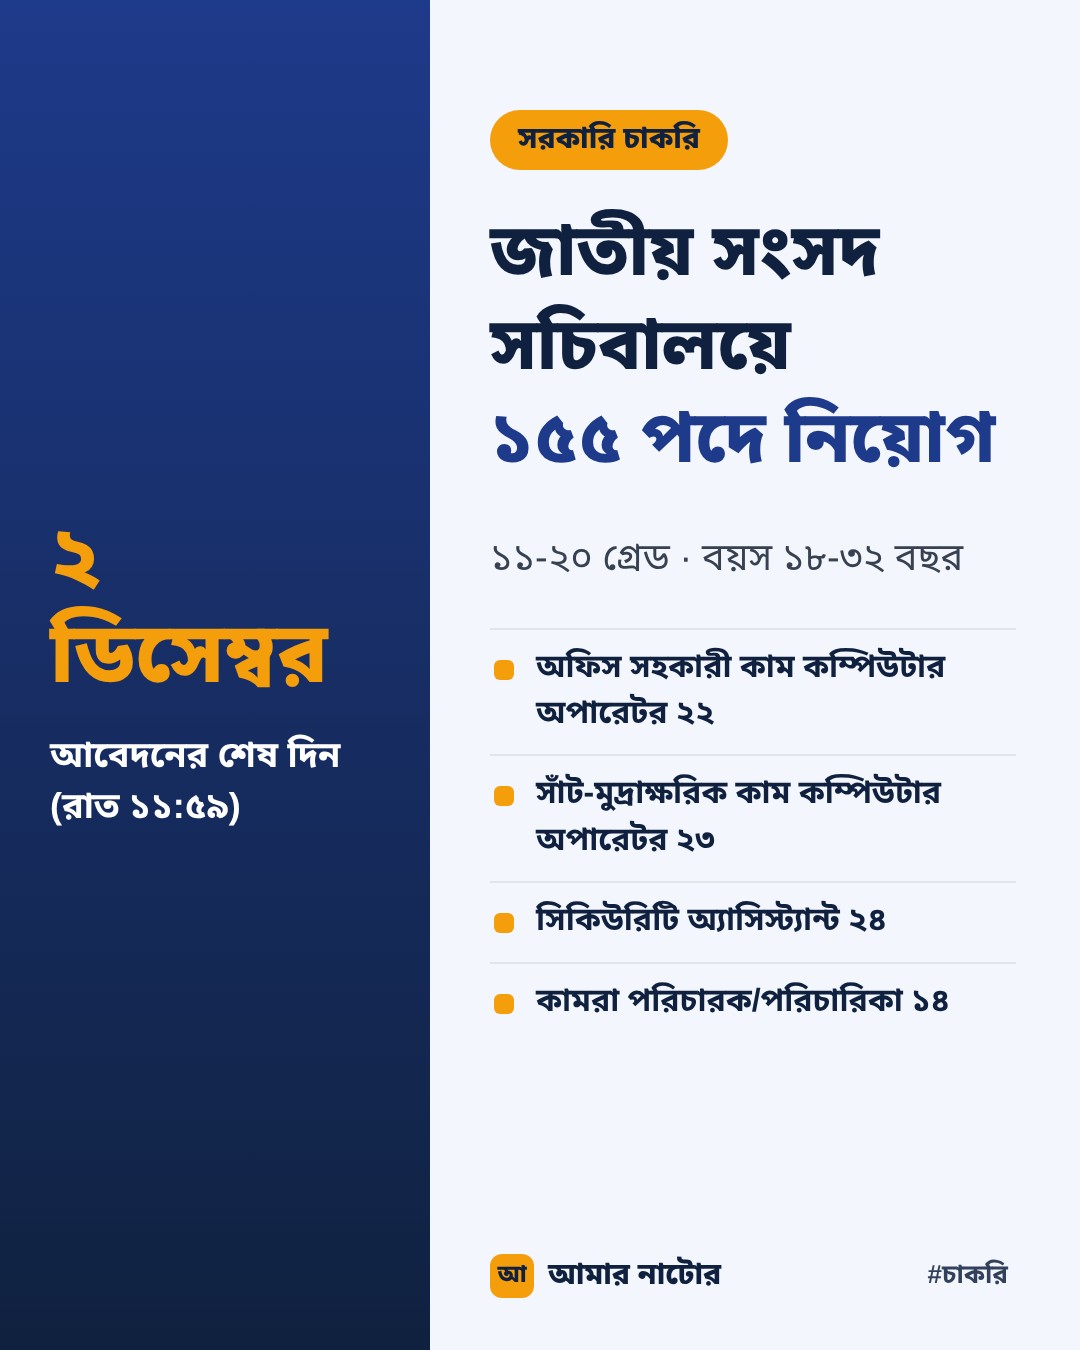 ২
ডিসেম্বর
আবেদনের শেষ দিন
(রাত ১১:৫৯)
সরকারি চাকরি
জাতীয় সংসদ
সচিবালয়ে
১৫৫ পদে নিয়োগ
১১-২০ গ্রেড · বয়স ১৮-৩২ বছর
অফিস সহকারী কাম কম্পিউটার
অপারেটর ২২
সাঁট-মুদ্রাক্ষরিক কাম কম্পিউটার
অপারেটর ২৩
সিকিউরিটি অ্যাসিস্ট্যান্ট ২৪
কামরা পরিচারক/পরিচারিকা ১৪
আ আমার নাটোর
#চাকরি